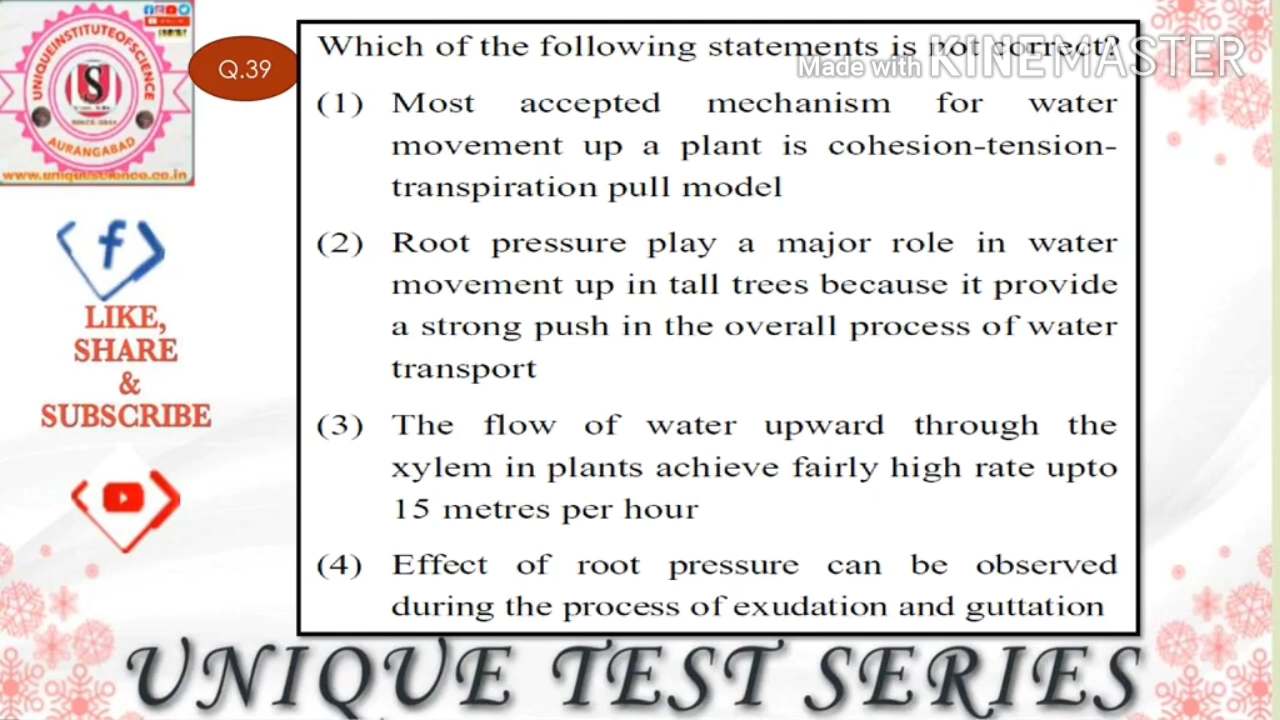 UNIQUE INSTITUTE OF SCIENCE
S
AURANGABAD
www.uniquescience.co.in
Q.39
Made with KINEMASTER
Which of the following statements is not correct?
(1) Most accepted mechanism for water
movement up a plant is cohesion-tension-
transpiration pull model
(2) Root pressure play a major role in water
movement up in tall trees because it provide
a strong push in the overall process of water
transport
(3) The flow of water upward through the
xylem in plants achieve fairly high rate upto
15 metres per hour
(4) Effect of root pressure can be observed
during the process of exudation and guttation
f
LIKE,
SHARE
&
SUBSCRIBE
UNIQUE TEST SERIES